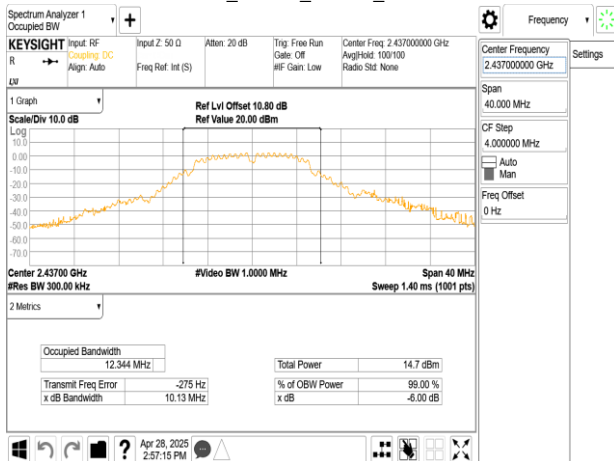 Spectrum Analyzer 1
Occupied BW
Frequency
KEYSIGHT
R
LXI
Input: RF
Coupling: DC
Align: Auto
Input Z: 50 Ω
Freq Ref: Int (S)
Atten: 20 dB
Trig: Free Run
Gate: Off
#IF Gain: Low
Center Freq: 2.437000000 GHz
Avg|Hold: 100/100
Radio Std: None
Center Frequency
2.437000000 GHz
Settings
Span
40.000 MHz
CF Step
4.000000 MHz
Auto
Man
Freq Offset
0 Hz
1 Graph
Scale/Div 10.0 dB
Ref Lvl Offset 10.80 dB
Ref Value 20.00 dBm
Log
10.0
0.00
-10.0
-20.0
-30.0
-40.0
-50.0
-60.0
-70.0
Center 2.43700 GHz
#Res BW 300.00 kHz
#Video BW 1.0000 MHz
Span 40 MHz
Sweep 1.40 ms (1001 pts)
2 Metrics
Occupied Bandwidth
12.344 MHz
Transmit Freq Error -275 Hz
x dB Bandwidth 10.13 MHz
Total Power 14.7 dBm
% of OBW Power 99.00 %
x dB -6.00 dB
Apr 28, 2025
2:57:15 PM